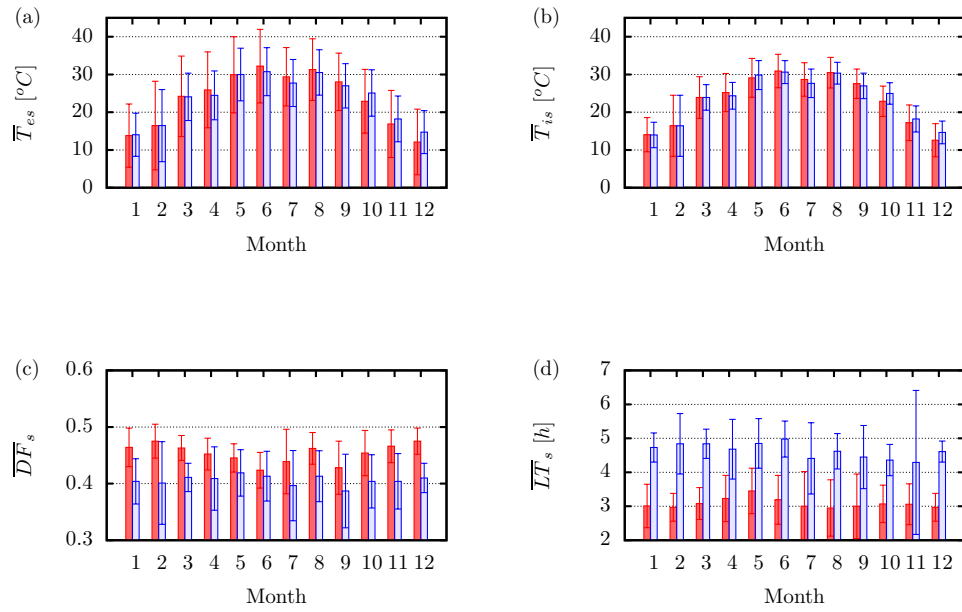 (a)
40
30
20
10
0
T̅_es [°C]
1 2 3 4 5 6 7 8 9 10 11 12
Month
(b)
40
30
20
10
0
T̅_is [°C]
1 2 3 4 5 6 7 8 9 10 11 12
Month
(c)
0.6
0.5
0.4
0.3
D̅F̅_s
1 2 3 4 5 6 7 8 9 10 11 12
Month
(d)
7
6
5
4
3
2
L̅T̅_s [h]
1 2 3 4 5 6 7 8 9 10 11 12
Month